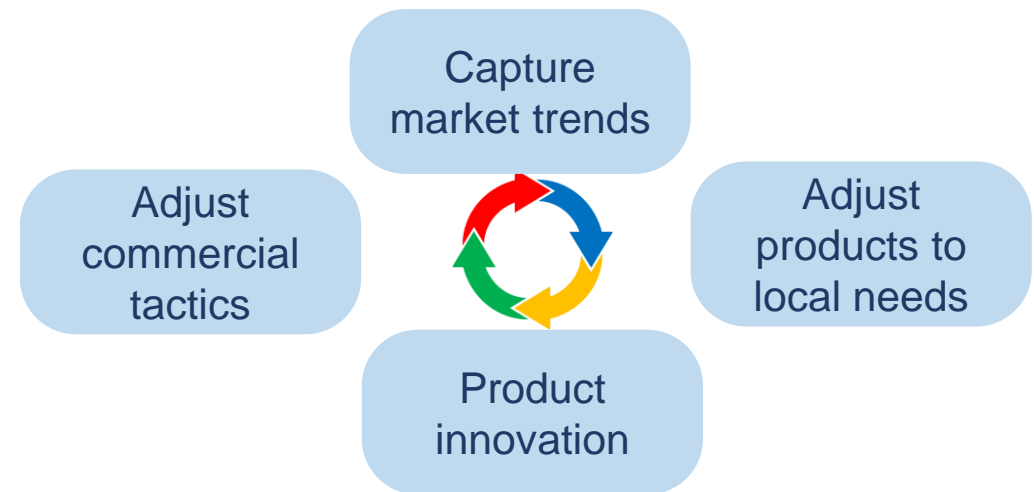 Capture
market trends
Adjust
commercial
tactics
Adjust
products to
local needs
Product
innovation